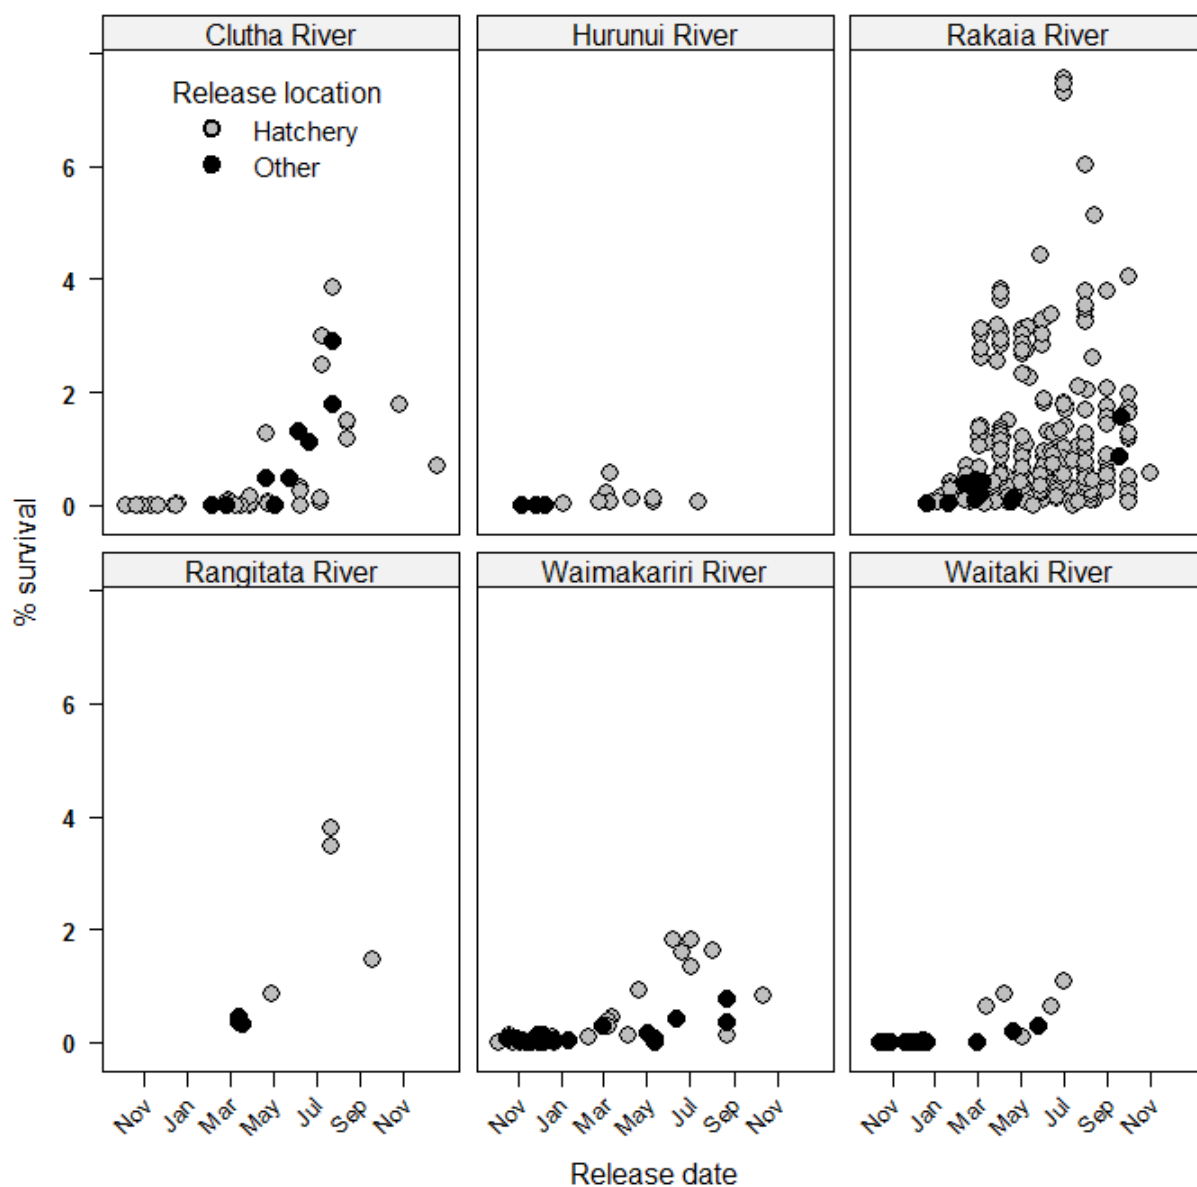 Clutha River
Hurunui River
Rakaia River
Release location
Hatchery
Other
6
4
2
0
Rangitata River
Waimakariri River
Waitaki River
% survival
6
4
2
0
Nov Jan Mar May Jul Sep Nov
Nov Jan Mar May Jul Sep Nov
Nov Jan Mar May Jul Sep Nov
Release date